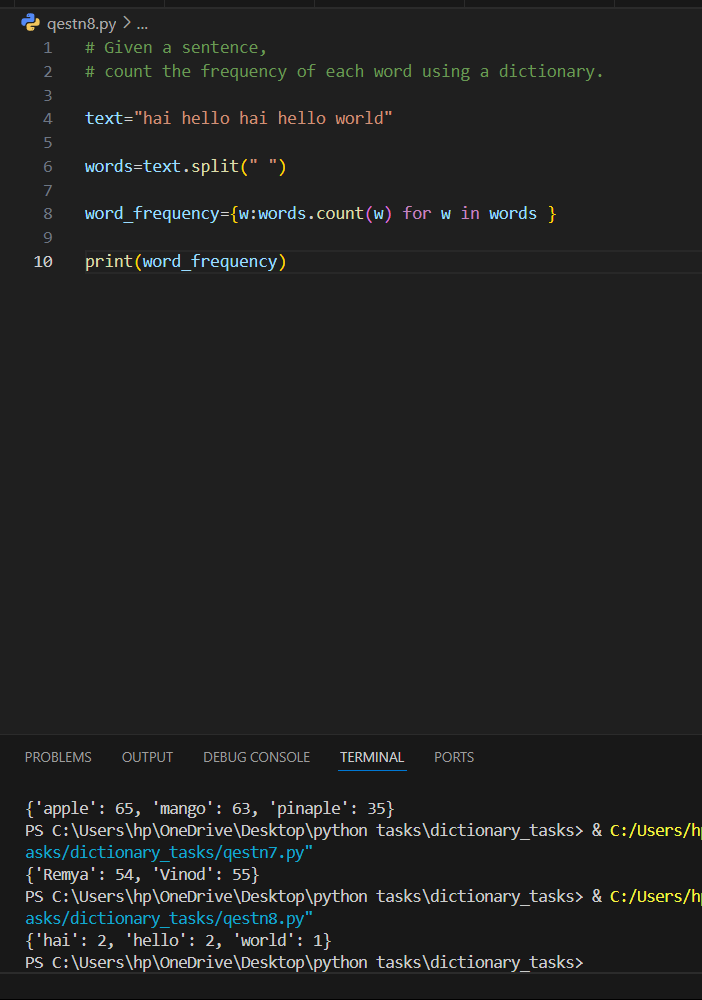 qestn8.py > ...
1 # Given a sentence,
2 # count the frequency of each word using a dictionary.
3
4 text="hai hello hai hello world"
5
6 words=text.split(" ")
7
8 word_frequency={w:words.count(w) for w in words }
9
10 print(word_frequency)
PROBLEMS OUTPUT DEBUG CONSOLE TERMINAL PORTS
{'apple': 65, 'mango': 63, 'pinaple': 35}
PS C:\Users\hp\OneDrive\Desktop\python tasks\dictionary_tasks> & C:/Users/hp
asks/dictionary_tasks/qestn7.py"
{'Remya': 54, 'Vinod': 55}
PS C:\Users\hp\OneDrive\Desktop\python tasks\dictionary_tasks> & C:/Users/hp
asks/dictionary_tasks/qestn8.py"
{'hai': 2, 'hello': 2, 'world': 1}
PS C:\Users\hp\OneDrive\Desktop\python tasks\dictionary_tasks>